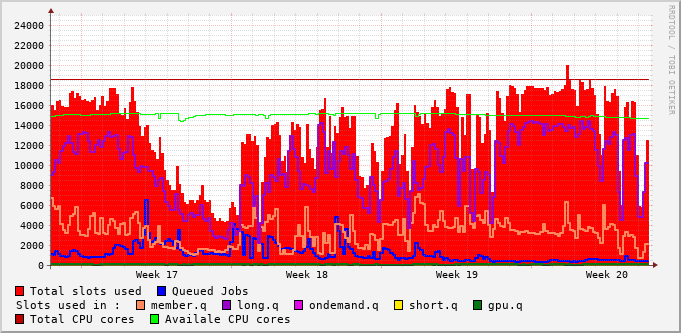 24000
22000
20000
18000
16000
14000
12000
10000
8000
6000
4000
2000
0
Week 17 Week 18 Week 19 Week 20
RRDTOOL / TOBI OETIKER
Total slots used Queued Jobs
Slots used in : member.q long.q ondemand.q short.q gpu.q
Total CPU cores Availale CPU cores